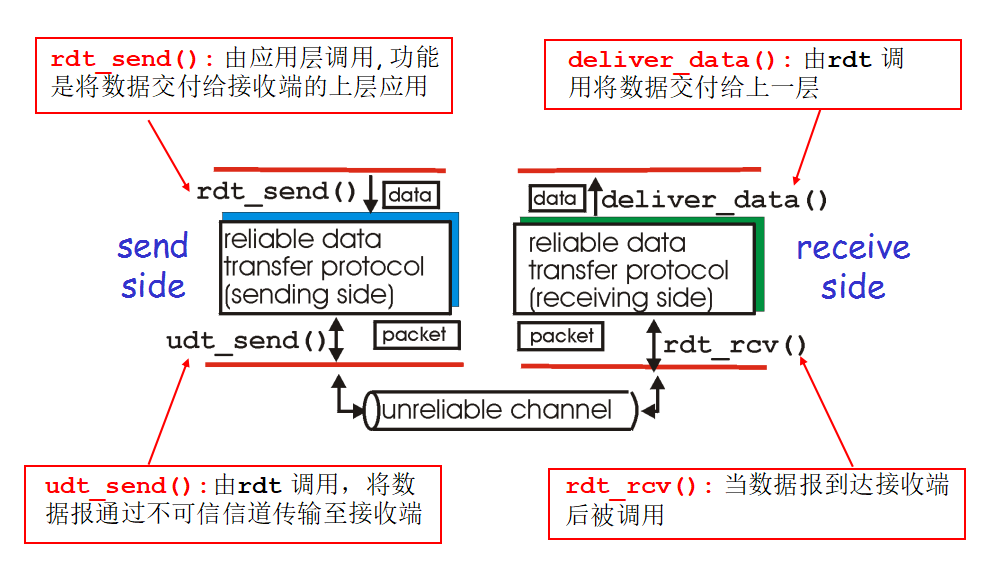 rdt_send(): 由应用层调用, 功能
是将数据交付给接收端的上层应用
deliver_data(): 由rdt 调
用将数据交付给上一层
rdt_send()
data
data
deliver_data()
send
side
reliable data
transfer protocol
(sending side)
reliable data
transfer protocol
(receiving side)
receive
side
udt_send()
packet
packet
rdt_rcv()
unreliable channel
udt_send(): 由rdt 调用，将数
据报通过不可信信道传输至接收端
rdt_rcv(): 当数据报到达接收端
后被调用